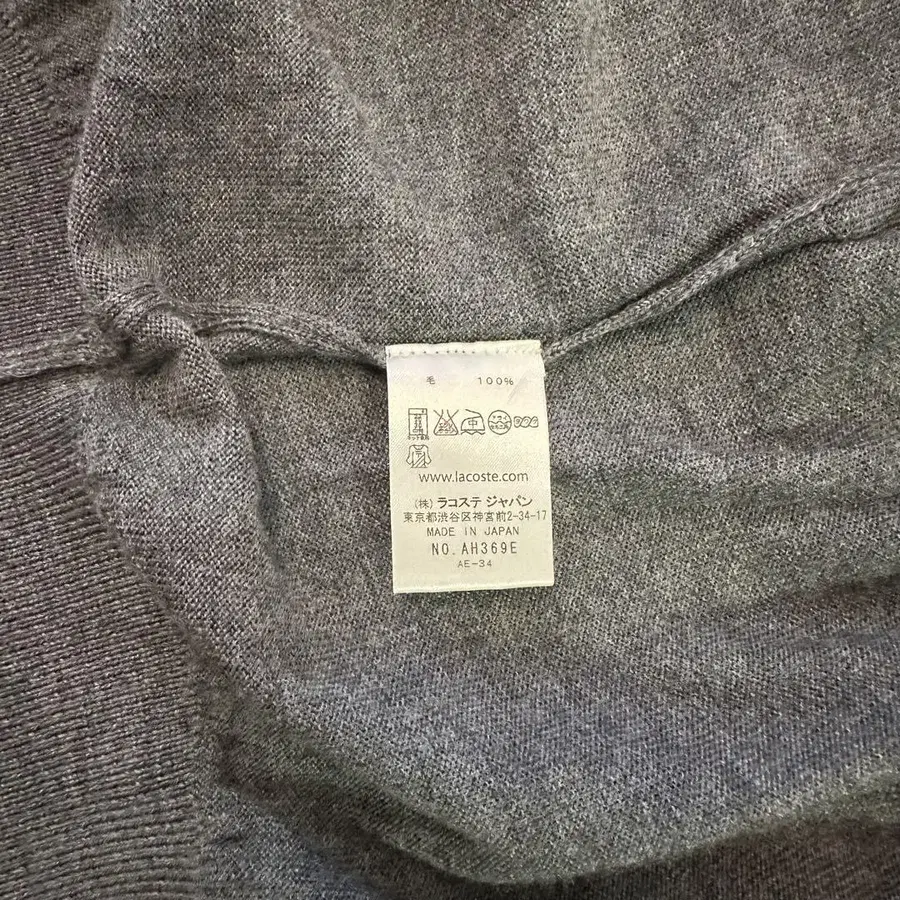 毛 100%
中
www.lacoste.com
(株) ラコステ ジャパン
東京都渋谷区神宮前2-34-17
MADE IN JAPAN
NO. AH369E
AE-34